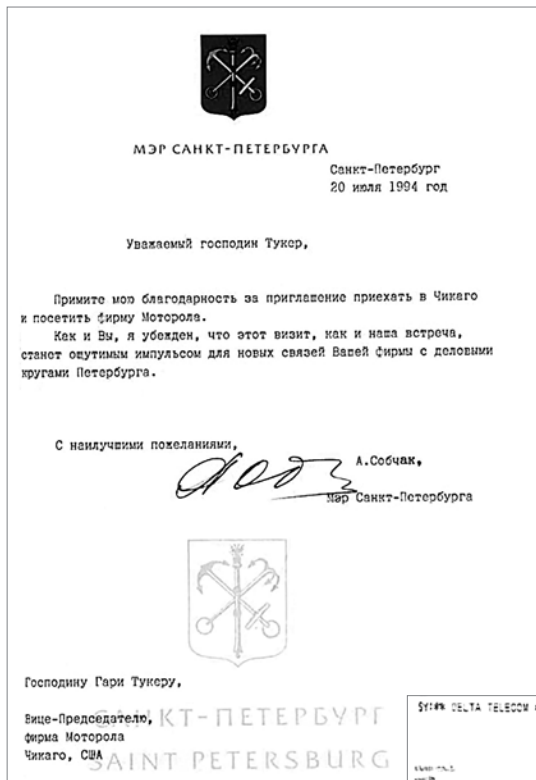 МЭР САНКТ-ПЕТЕРБУРГА
Санкт-Петербург
20 июля 1994 год
Уважаемый господин Тукер,
Примите мою благодарность за приглашение приехать в Чикаго
и посетить фирму Моторола.
Как и Вы, я убежден, что этот визит, как и наша встреча,
станет ощутимым импульсом для новых связей Вашей фирмы с деловыми
кругами Петербурга.
С наилучшими пожеланиями,
А.Собчак,
Мэр Санкт-Петербурга
Господину Гари Тукеру,
САНКТ-ПЕТЕРБУРГ
Вице-Председателю,
фирма Моторола
Чикаго, США
SAINT PETERSBURG
DELTA TELECOM